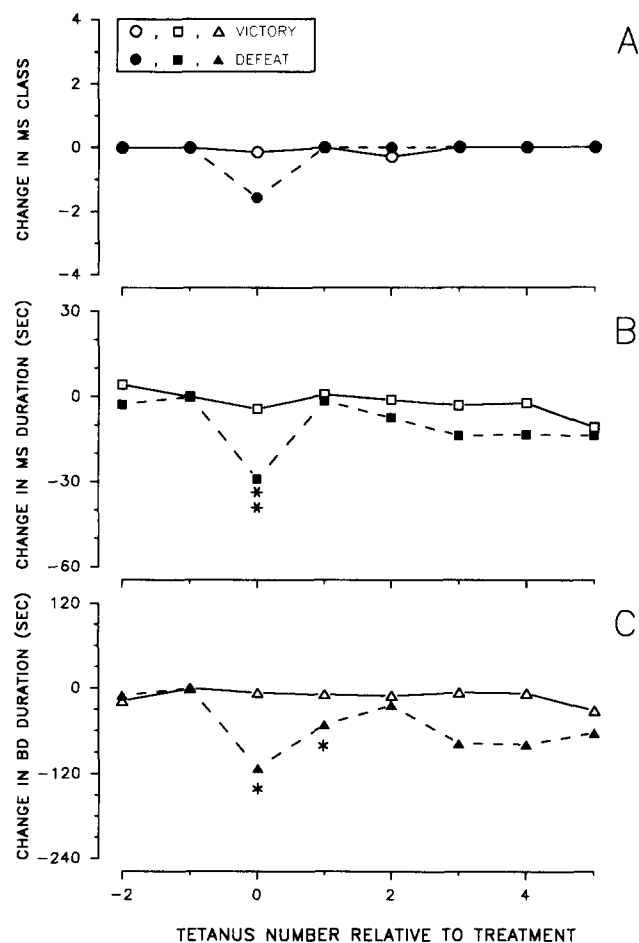 4
○ , □ , △ VICTORY
● , ■ , ▲ DEFEAT
A
2
0
-2
-4
CHANGE IN MS CLASS
30
B
0
-30
-60
CHANGE IN MS DURATION (SEC)
*
*
120
C
0
-120
-240
CHANGE IN BD DURATION (SEC)
*
*
-2 0 2 4
TETANUS NUMBER RELATIVE TO TREATMENT